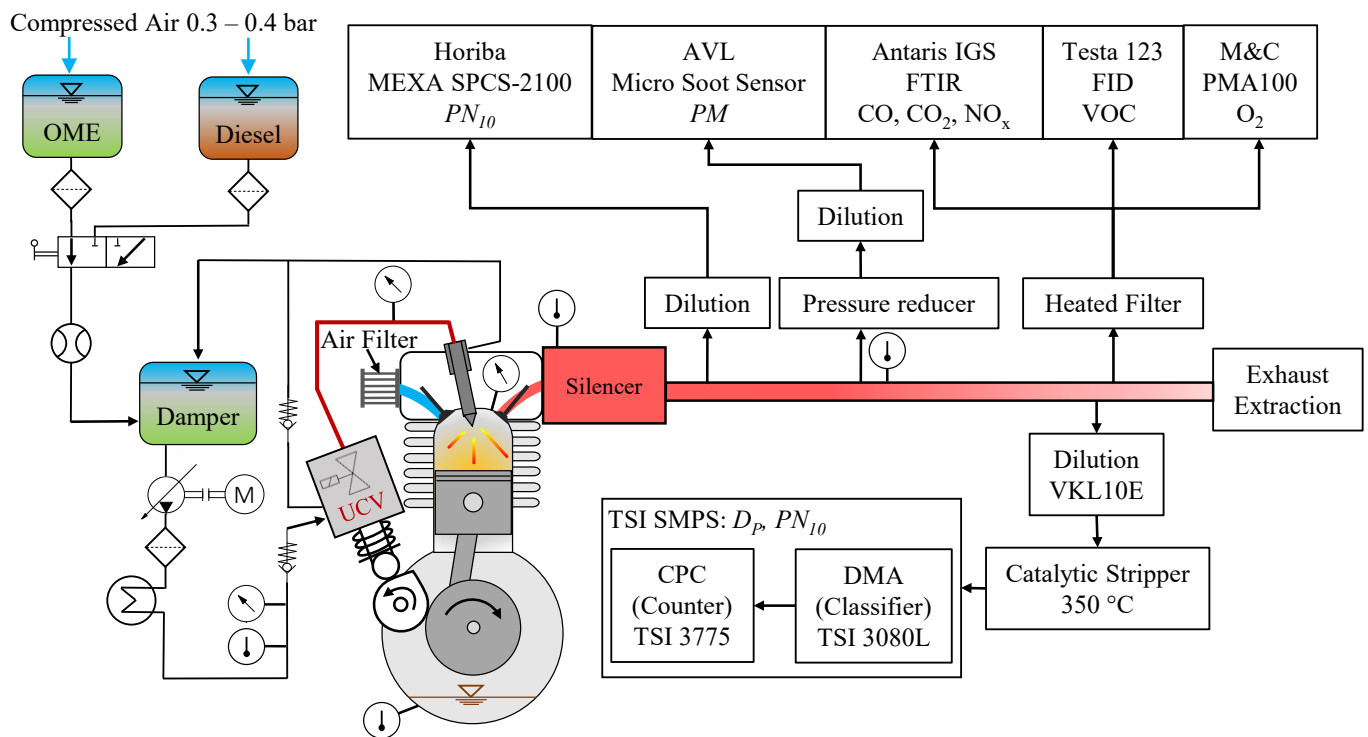 Compressed Air 0.3 – 0.4 bar
OME
Diesel
Horiba
MEXA SPCS-2100
PN₁₀
AVL
Micro Soot Sensor
PM
Antaris IGS
FTIR
CO, CO₂, NOₓ
Testa 123
FID
VOC
M&C
PMA100
O₂
Dilution
Dilution
Pressure reducer
Heated Filter
Air Filter
Silencer
Exhaust
Extraction
Damper
M
UCV
Dilution
VKL10E
TSI SMPS: D_P, PN₁₀
CPC
(Counter)
TSI 3775
DMA
(Classifier)
TSI 3080L
Catalytic Stripper
350 °C